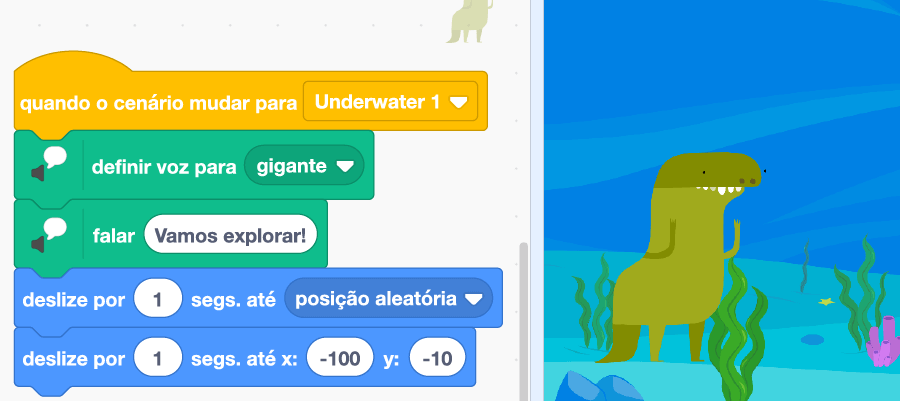 quando o cenário mudar para Underwater 1
definir voz para gigante
falar Vamos explorar!
deslize por 1 segs. até posição aleatória
deslize por 1 segs. até x: -100 y: -10